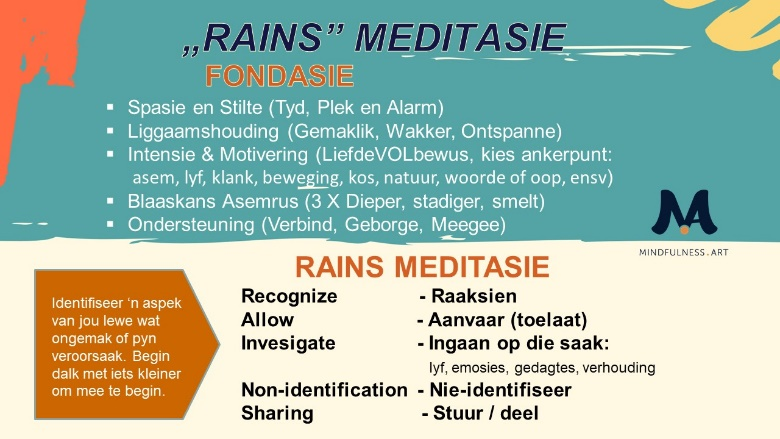 „RAINS” MEDITASIE
FONDASIE
▪ Spasie en Stilte (Tyd, Plek en Alarm)
▪ Liggaamshouding (Gemaklik, Wakker, Ontspanne)
▪ Intensie & Motivering (LiefdeVOLbewus, kies ankerpunt:
asem, lyf, klank, beweging, kos, natuur, woorde of oop, ensv)
▪ Blaaskans Asemrus (3 X Dieper, stadiger, smelt)
▪ Ondersteuning (Verbind, Geborge, Meegee)
MA
MINDFULNESS.ART
Identifiseer ‘n aspek
van jou lewe wat
ongemak of pyn
veroorsaak. Begin
dalk met iets kleiner
om mee te begin.
RAINS MEDITASIE
Recognize - Raaksien
Allow - Aanvaar (toelaat)
Invesigate - Ingaan op die saak:
lyf, emosies, gedagtes, verhouding
Non-identification - Nie-identifiseer
Sharing - Stuur / deel